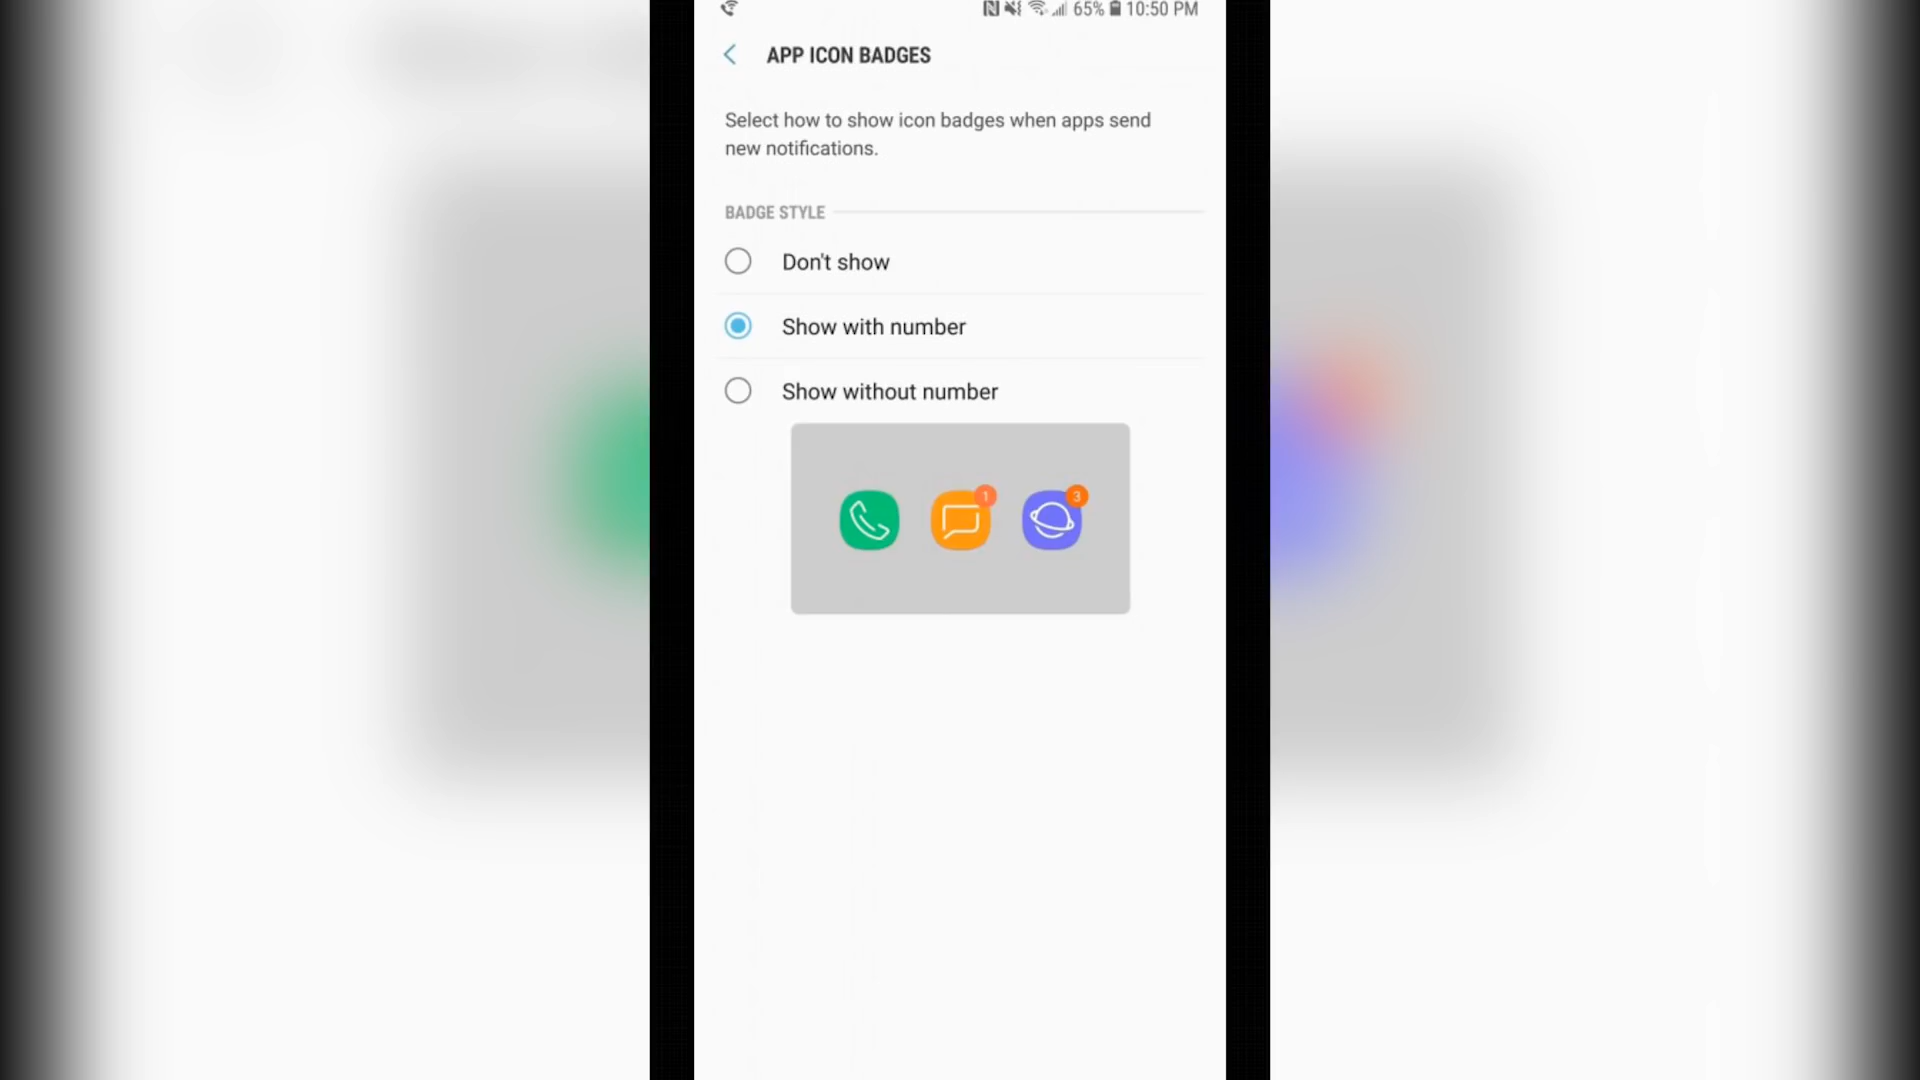 65% 10:50 PM
APP ICON BADGES
Select how to show icon badges when apps send
new notifications.
BADGE STYLE
Don't show
Show with number
Show without number
1
3